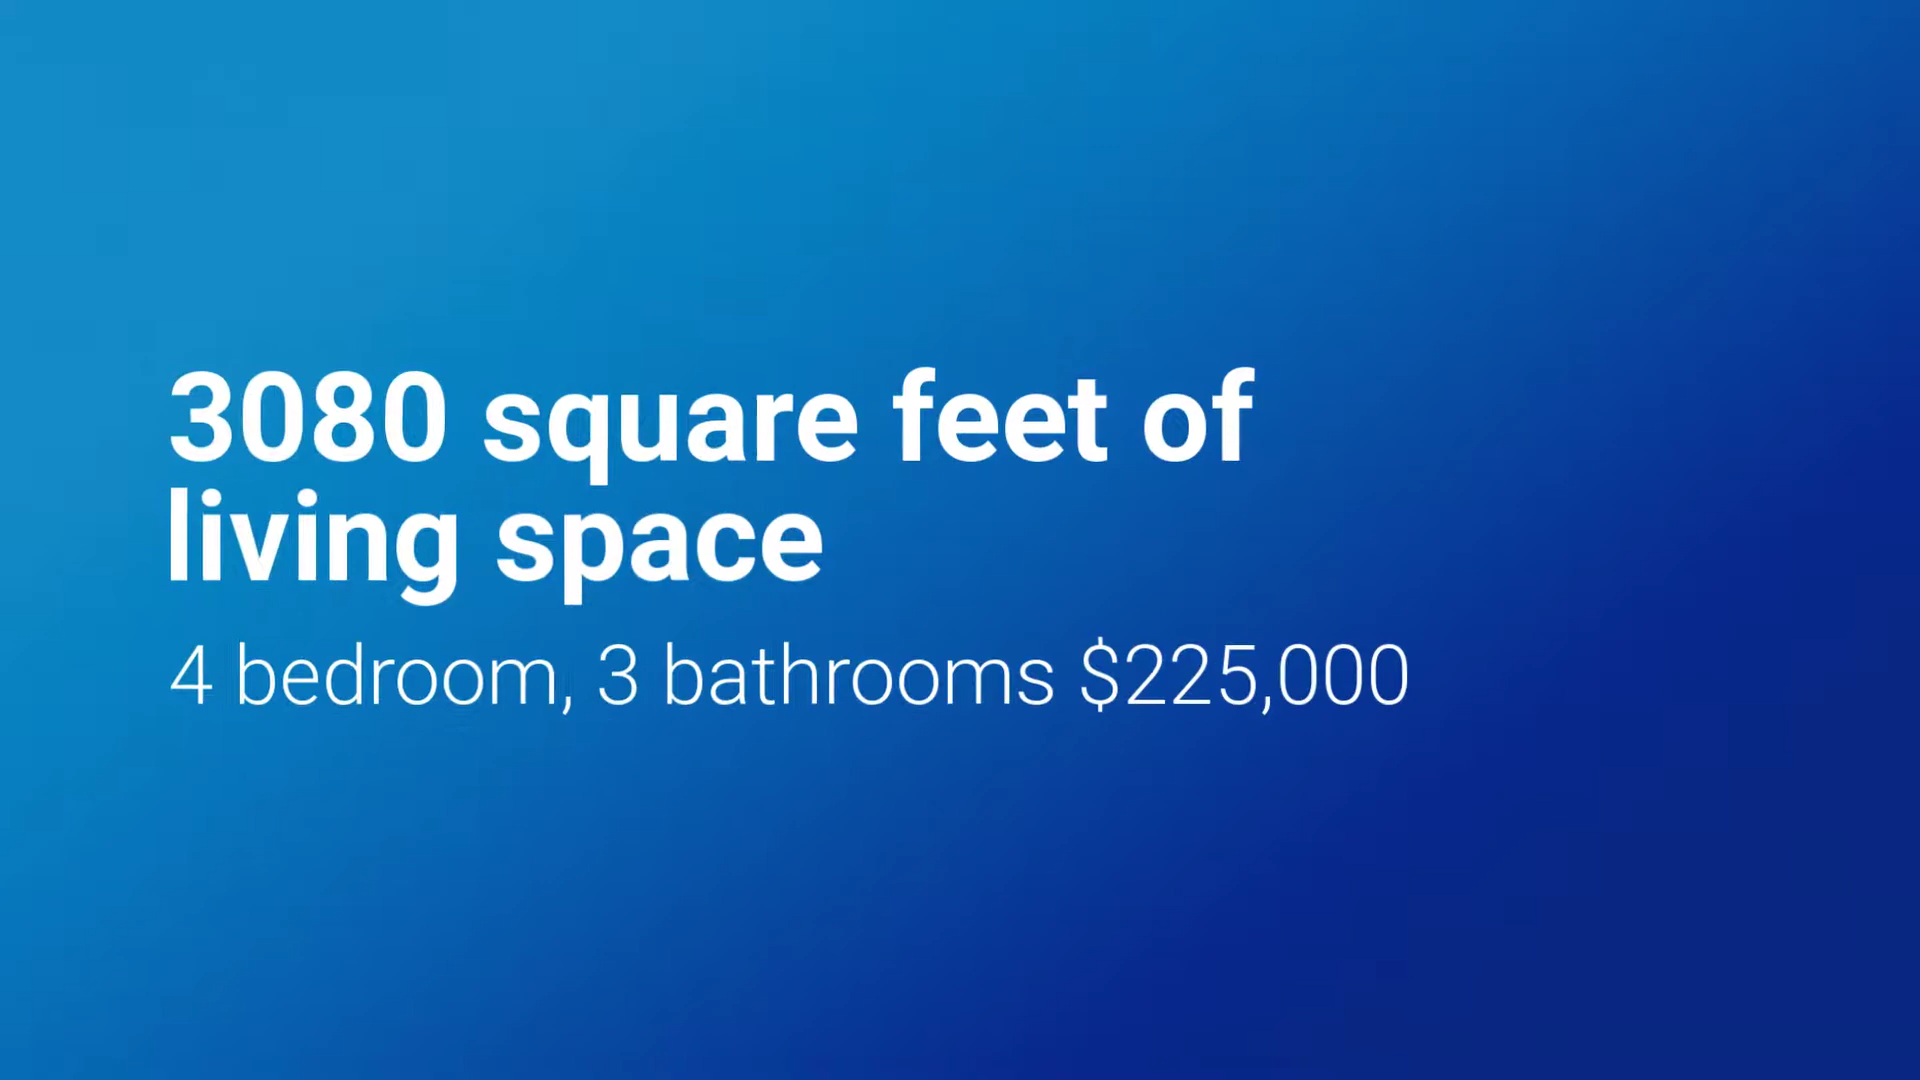 3080 square feet of
living space
4 bedroom, 3 bathrooms $225,000